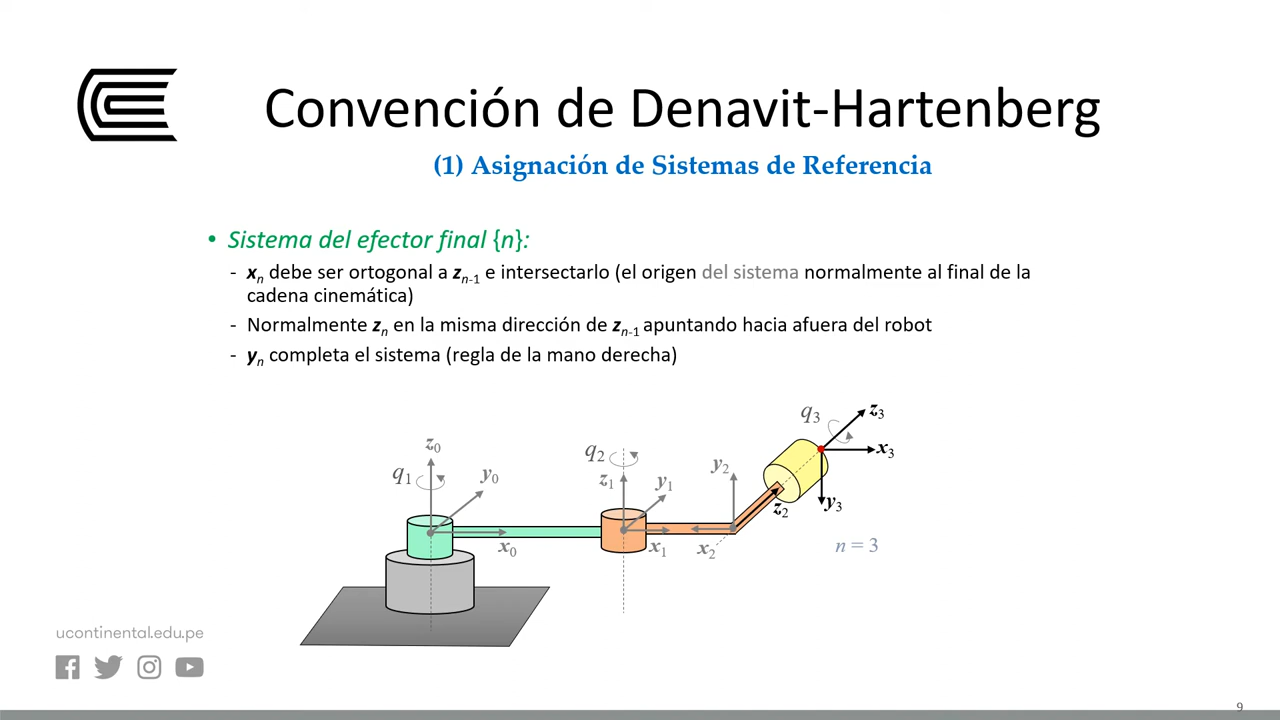 Convención de Denavit-Hartenberg
(1) Asignación de Sistemas de Referencia
• Sistema del efector final {n}:
- xn debe ser ortogonal a zn-1 e intersectarlo (el origen del sistema normalmente al final de la
cadena cinemática)
- Normalmente zn en la misma dirección de zn-1 apuntando hacia afuera del robot
- yn completa el sistema (regla de la mano derecha)
z0
q1
y0
x0
q2
z1
y1
x1
y2
x2
z2
q3
z3
x3
y3
n = 3
ucontinental.edu.pe
9